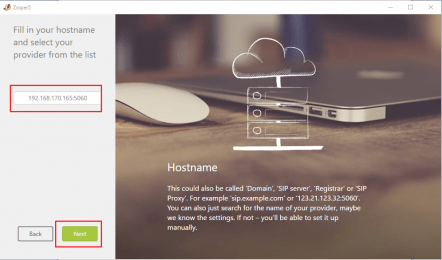 Zoiper5
Fill in your hostname
and select your
provider from the list
192.168.170.165:5060
Back
Next
Hostname
This could also be called 'Domain', 'SIP server', 'Registrar' or 'SIP
Proxy'. For example 'sip.example.com' or '123.21.123.32:5060'.
You can also just search for the name of your provider, maybe
we know the settings. If not – you'll be able to set it up
manually.